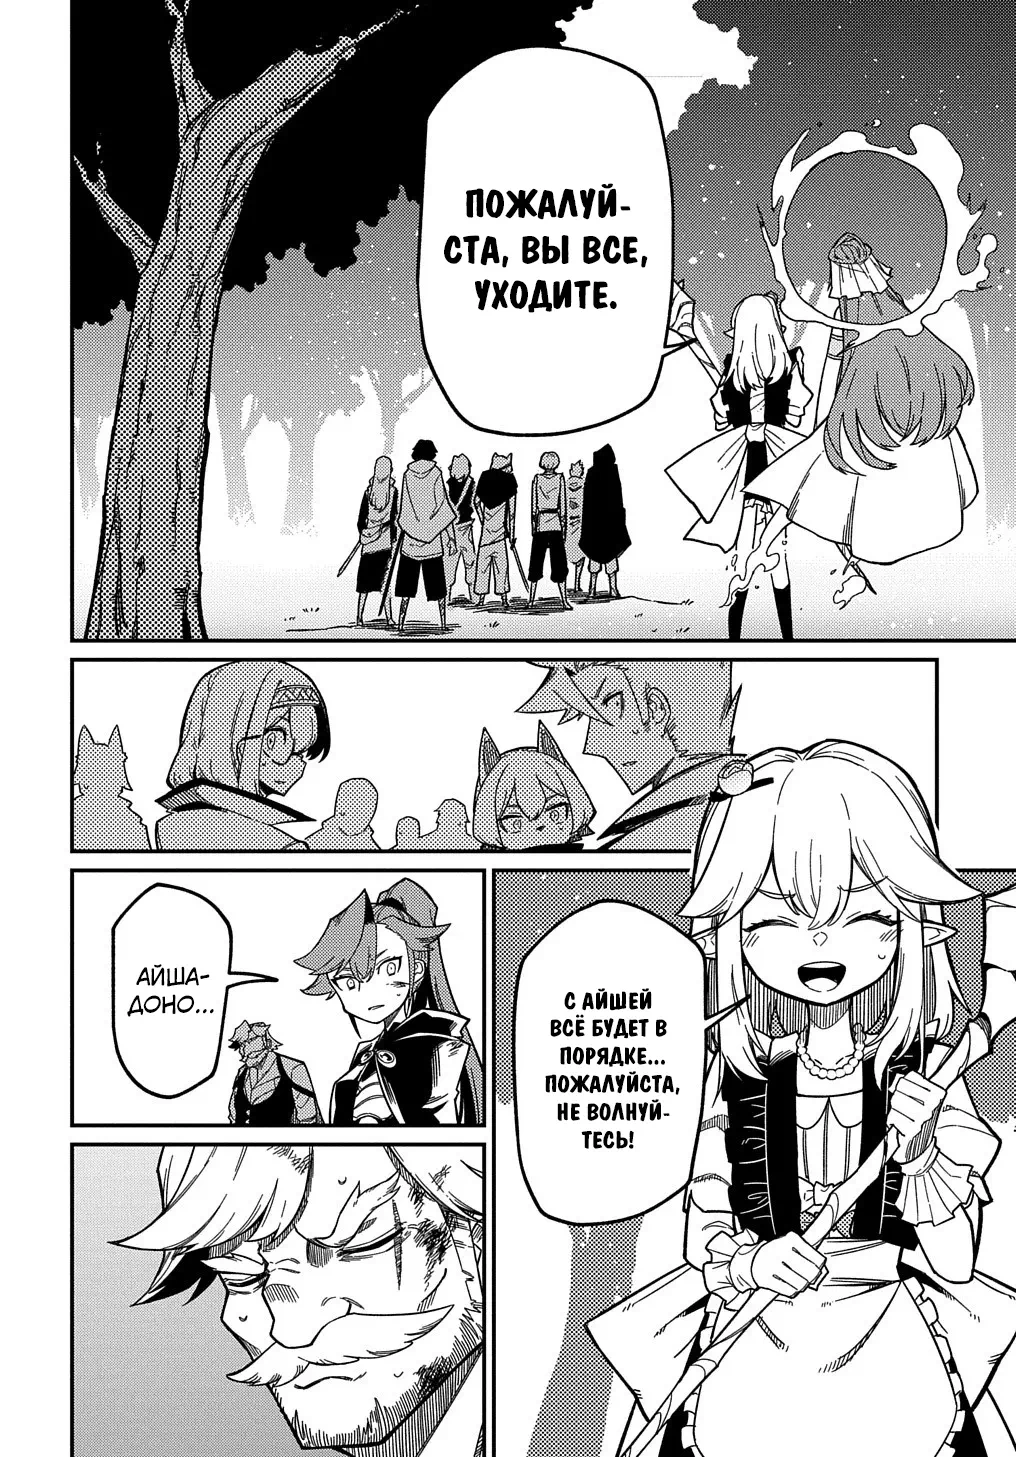 ПОЖАЛУЙ-
СТА, ВЫ ВСЕ,
УХОДИТЕ.
АЙША-
ДОНО...
С АЙШЕЙ
ВСЁ БУДЕТ В
ПОРЯДКЕ...
ПОЖАЛУЙСТА,
НЕ ВОЛНУЙ-
ТЕСЬ!